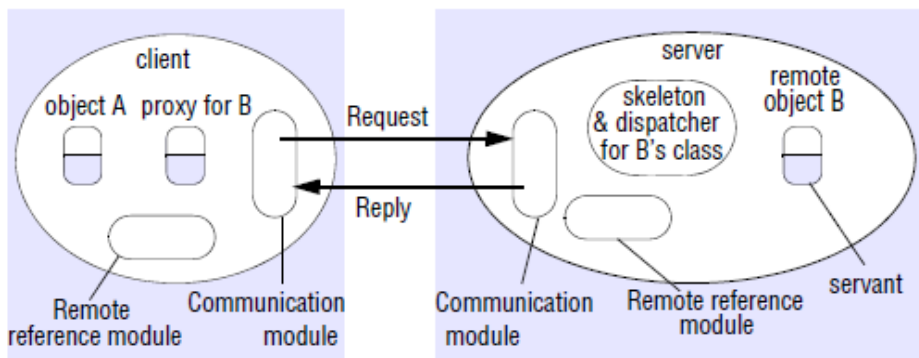 client
object A proxy for B
Request
Reply
Remote
reference module
Communication
module
server
remote
object B
skeleton
& dispatcher
for B's class
Communication
module
Remote reference
module
servant